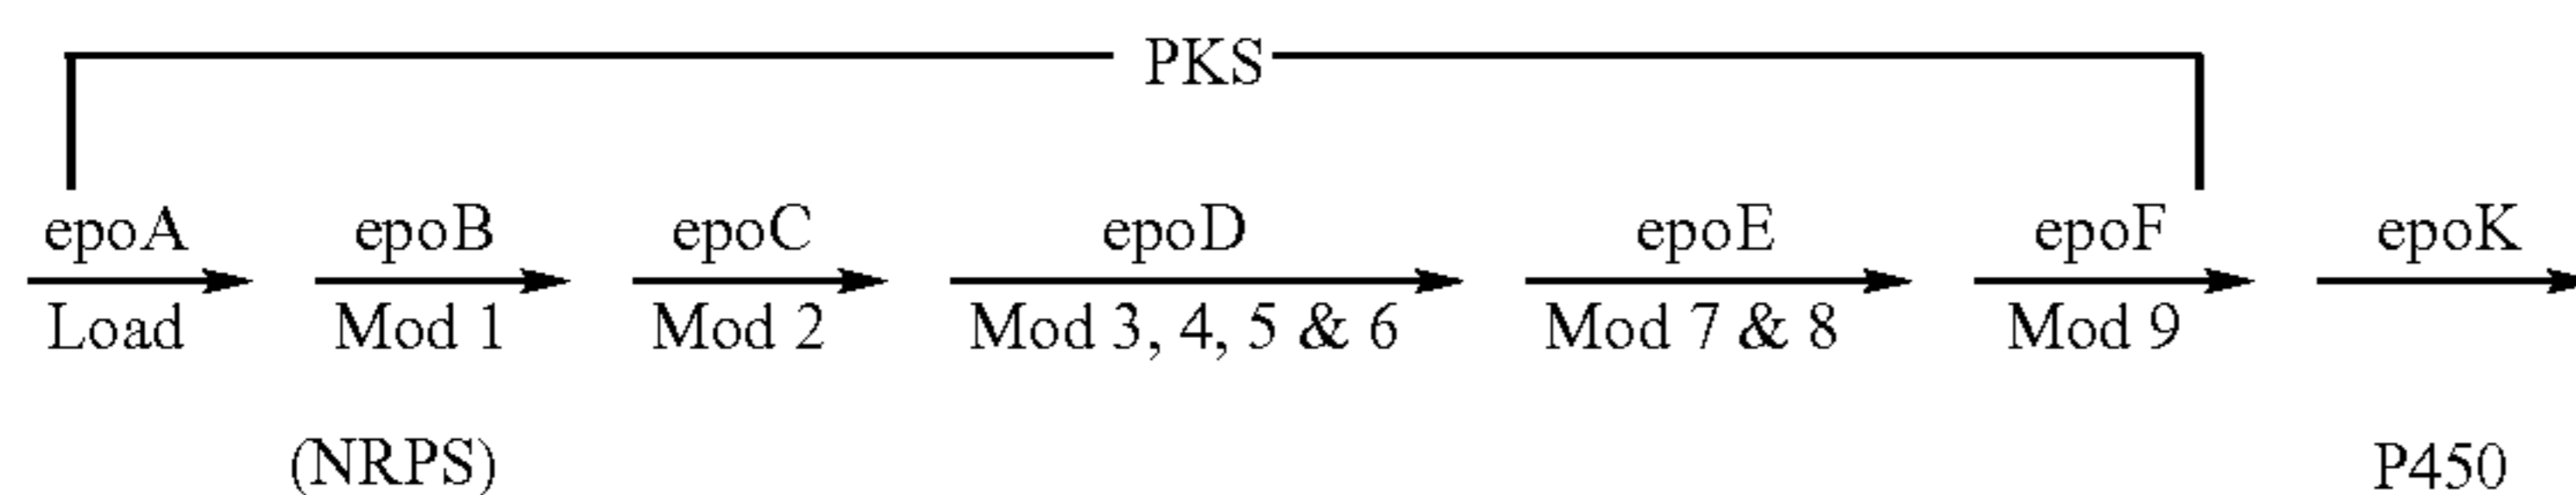 PKS
epoA epoB epoC epoD epoE epoF epoK
Load Mod 1 Mod 2 Mod 3, 4, 5 & 6 Mod 7 & 8 Mod 9
(NRPS) P450